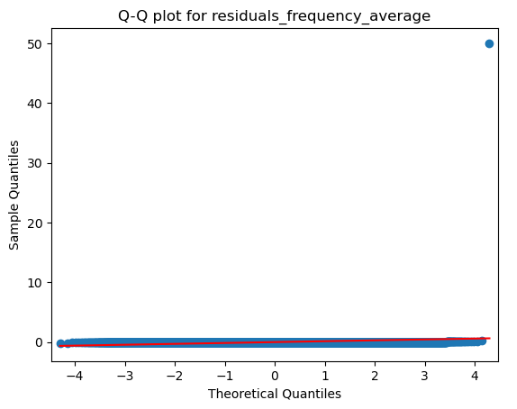 Q-Q plot for residuals_frequency_average
50
40
30
20
10
0
Sample Quantiles
−4 −3 −2 −1 0 1 2 3 4
Theoretical Quantiles